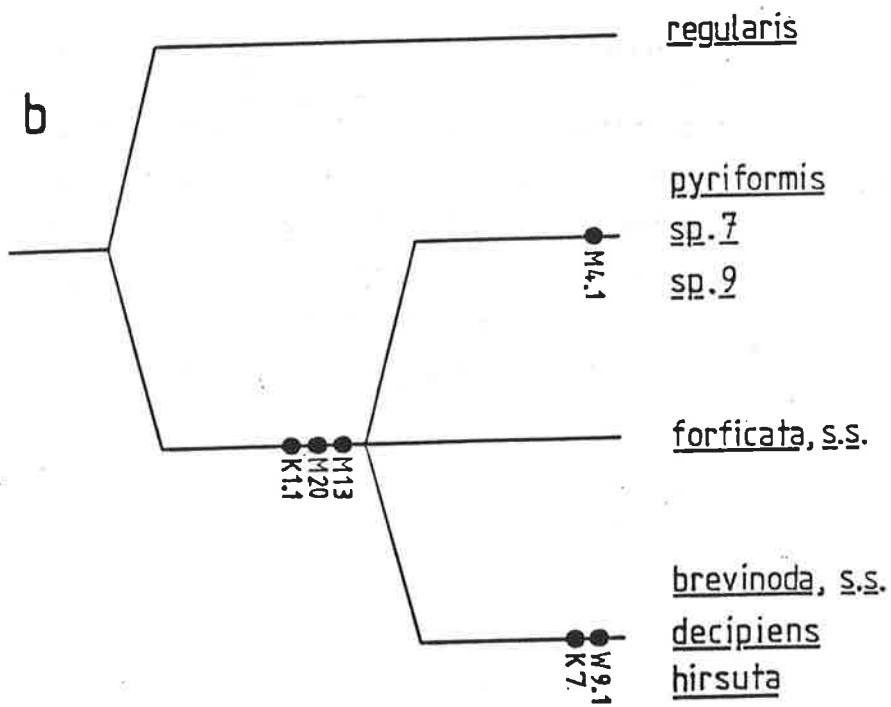 regularis
b
pyriformis
sp.7
sp.9
M4.1
forficata, s.s.
K1.1
M20
M13
brevinoda, s.s.
decipiens
hirsuta
K7.
W9.1